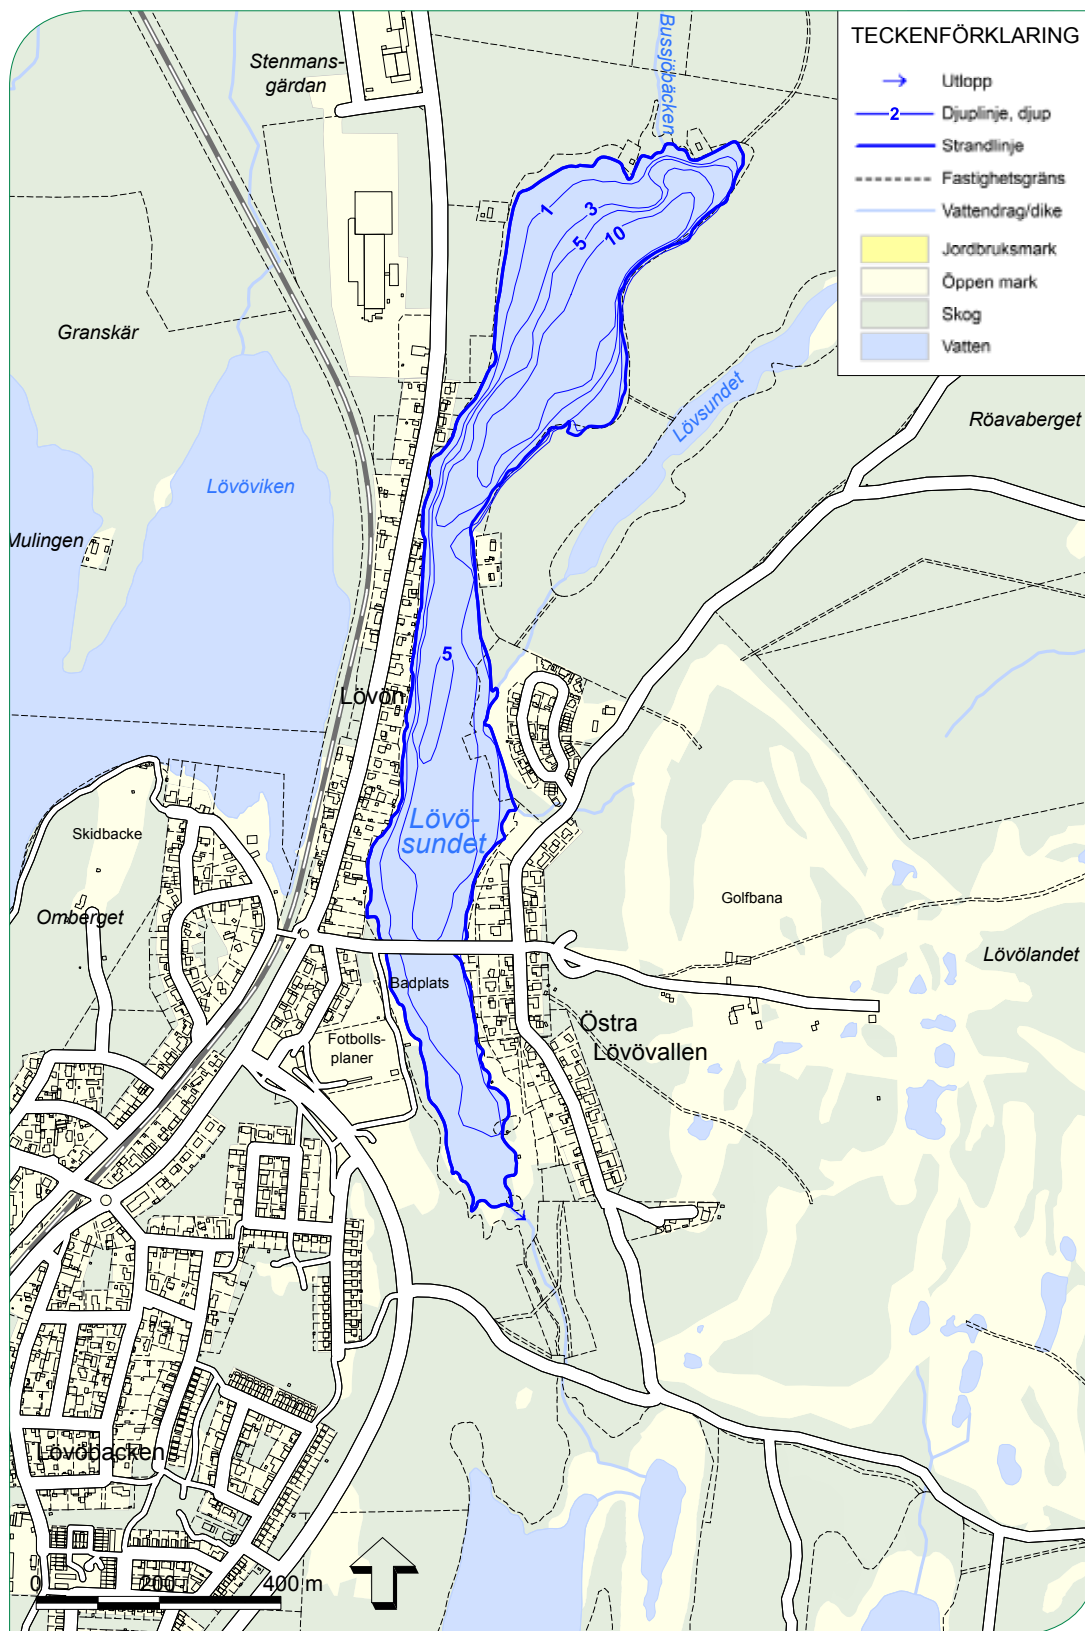 TECKENFÖRKLARING
Utlopp
2
Djuplinje, djup
Strandlinje
Fastighetsgräns
Vattendrag/dike
Jordbruksmark
Öppen mark
Skog
Vatten
Stenmans-
gärdan
Bussjöbäcken
1
3
5
10
Granskär
Lövsundet
Röavaberget
Lövöviken
Mulingen
5
Lövön
Lövö-
sundet
Skidbacke
Omberget
Golfbana
Lövölandet
Badplats
Östra
Lövövallen
Fotbolls-
planer
Lövöbacken
0
200
400 m